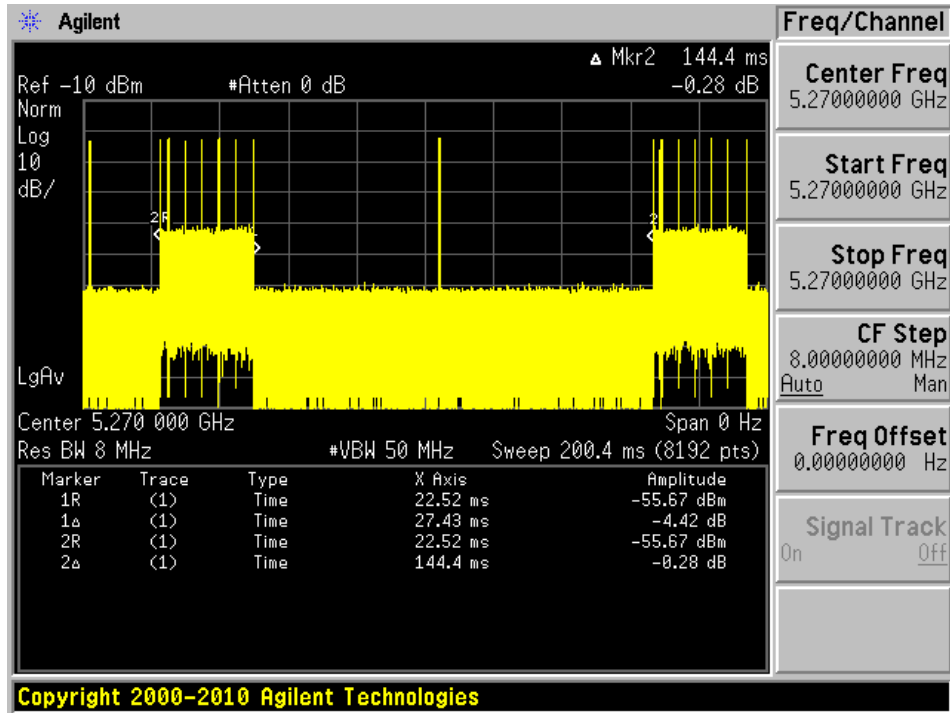 Agilent
Freq/Channel
Δ Mkr2 144.4 ms
Ref -10 dBm #Atten 0 dB -0.28 dB
Norm
Log
10
dB/
2R
2
LgAv
Center 5.270 000 GHz Span 0 Hz
Res BW 8 MHz #VBW 50 MHz Sweep 200.4 ms (8192 pts)
Marker Trace Type X Axis Amplitude
1R (1) Time 22.52 ms -55.67 dBm
1Δ (1) Time 27.43 ms -4.42 dB
2R (1) Time 22.52 ms -55.67 dBm
2Δ (1) Time 144.4 ms -0.28 dB
Center Freq
5.27000000 GHz
Start Freq
5.27000000 GHz
Stop Freq
5.27000000 GHz
CF Step
8.00000000 MHz
Auto Man
Freq Offset
0.00000000 Hz
Signal Track
On Off
Copyright 2000-2010 Agilent Technologies